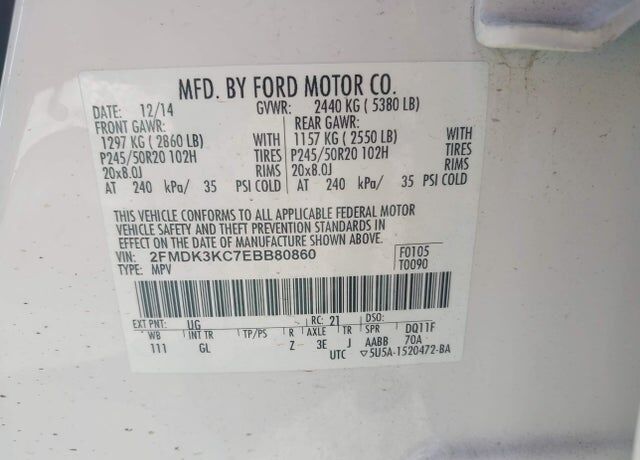 MFD. BY FORD MOTOR CO.
DATE: 12/14 GVWR: 2440 KG ( 5380 LB)
FRONT GAWR: REAR GAWR:
1297 KG ( 2860 LB) WITH 1157 KG ( 2550 LB) WITH
P245/50R20 102H TIRES P245/50R20 102H TIRES
20x8.0J RIMS 20x8.0J RIMS
AT 240 kPa/ 35 PSI COLD AT 240 kPa/ 35 PSI COLD
THIS VEHICLE CONFORMS TO ALL APPLICABLE FEDERAL MOTOR
VEHICLE SAFETY AND THEFT PREVENTION STANDARDS IN
EFFECT ON THE DATE OF MANUFACTURE SHOWN ABOVE.
VIN: 2FMDK3KC7EBB80860 F0105
TYPE: MPV T0090
EXT PNT: UG RC: 21 DSO:
WB INT TR TP/PS R AXLE TR SPR DQ11F
111 GL Z 3E J AABB 70A
UTC ▽5U5A-1520472-BA